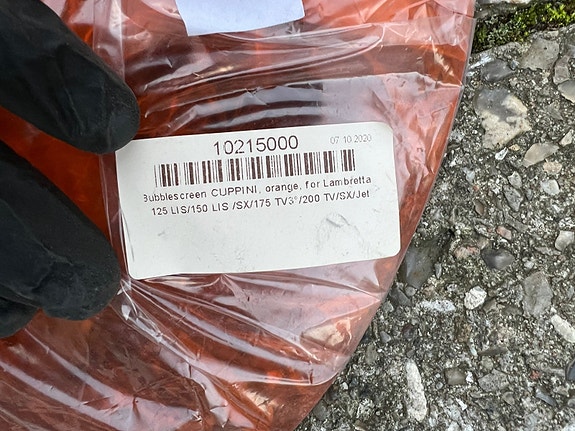 10215000 07.10.2020
Bubblescreen CUPPINI, orange, for Lambretta
125 LIS/150 LIS /SX/175 TV3°/200 TV/SX/Jet